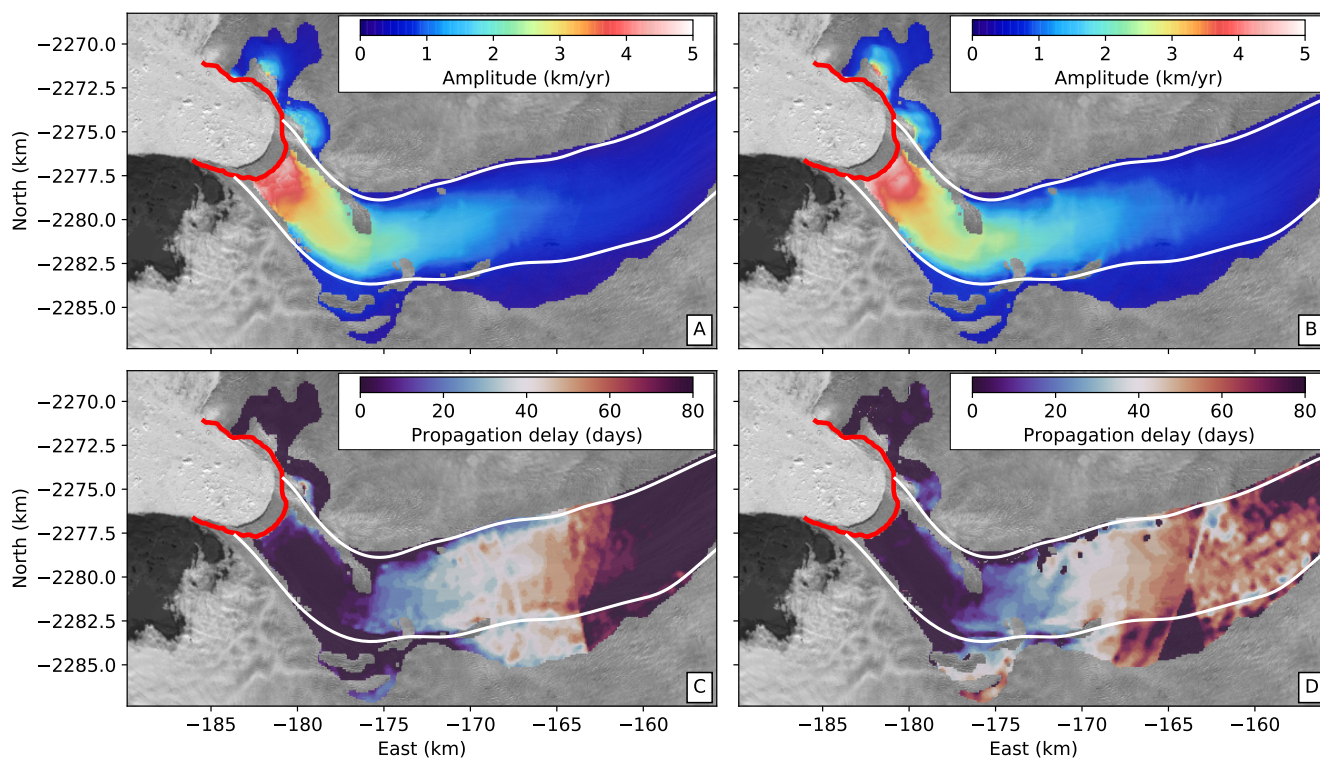 0 1 2 3 4 5
Amplitude (km/yr)
0 1 2 3 4 5
Amplitude (km/yr)
−2270.0
−2272.5
−2275.0
−2277.5
−2280.0
−2282.5
−2285.0
North (km)
A
B
0 20 40 60 80
Propagation delay (days)
0 20 40 60 80
Propagation delay (days)
−2270.0
−2272.5
−2275.0
−2277.5
−2280.0
−2282.5
−2285.0
North (km)
C
D
−185 −180 −175 −170 −165 −160
East (km)
−185 −180 −175 −170 −165 −160
East (km)